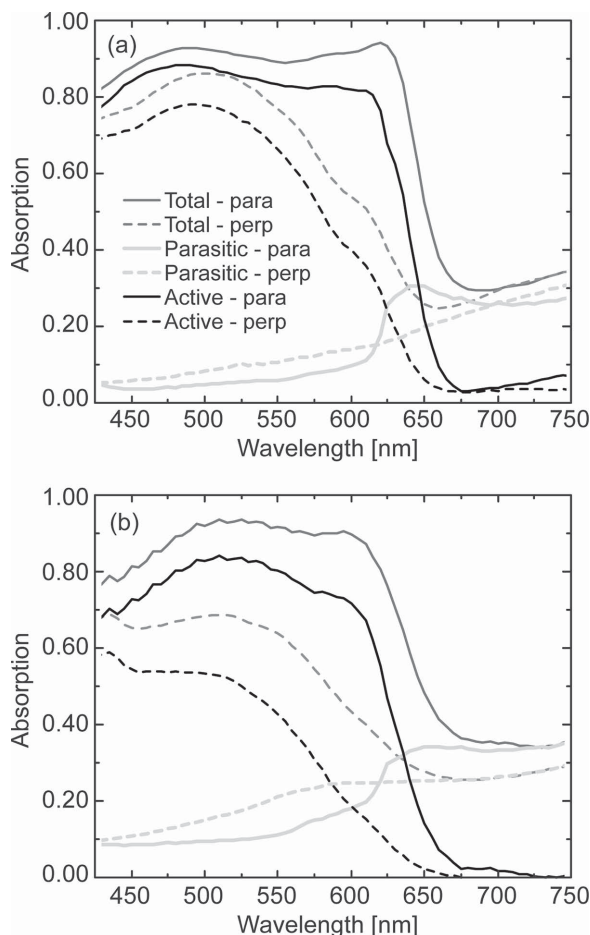 (a)
1.00
0.80
0.60
0.40
0.20
0.00
Absorption
Total - para
Total - perp
Parasitic - para
Parasitic - perp
Active - para
Active - perp
450 500 550 600 650 700 750
Wavelength [nm]
(b)
1.00
0.80
0.60
0.40
0.20
0.00
Absorption
450 500 550 600 650 700 750
Wavelength [nm]